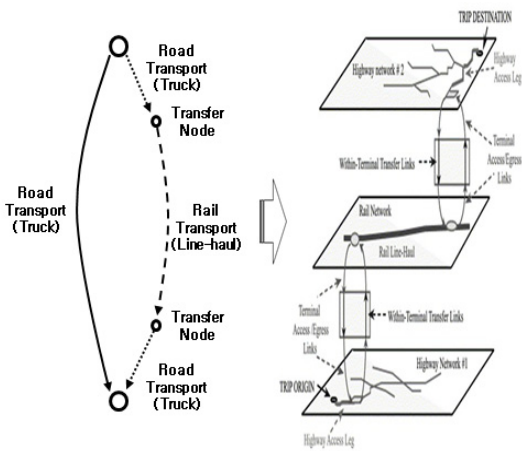 Road
Transport
(Truck)
Transfer
Node
Road
Transport
(Truck)
Rail
Transport
(Line-haul)
Transfer
Node
Road
Transport
(Truck)
TRIP DESTINATION
Highway network # 2
Highway
Access Leg
Within-Terminal Transfer Links
Terminal
Access/Egress
Links
Rail Network
Rail Line-Haul
Terminal
Access /Egress
Links
Within-Terminal Transfer Links
Highway Network #1
TRIP ORIGIN
Highway Access Leg